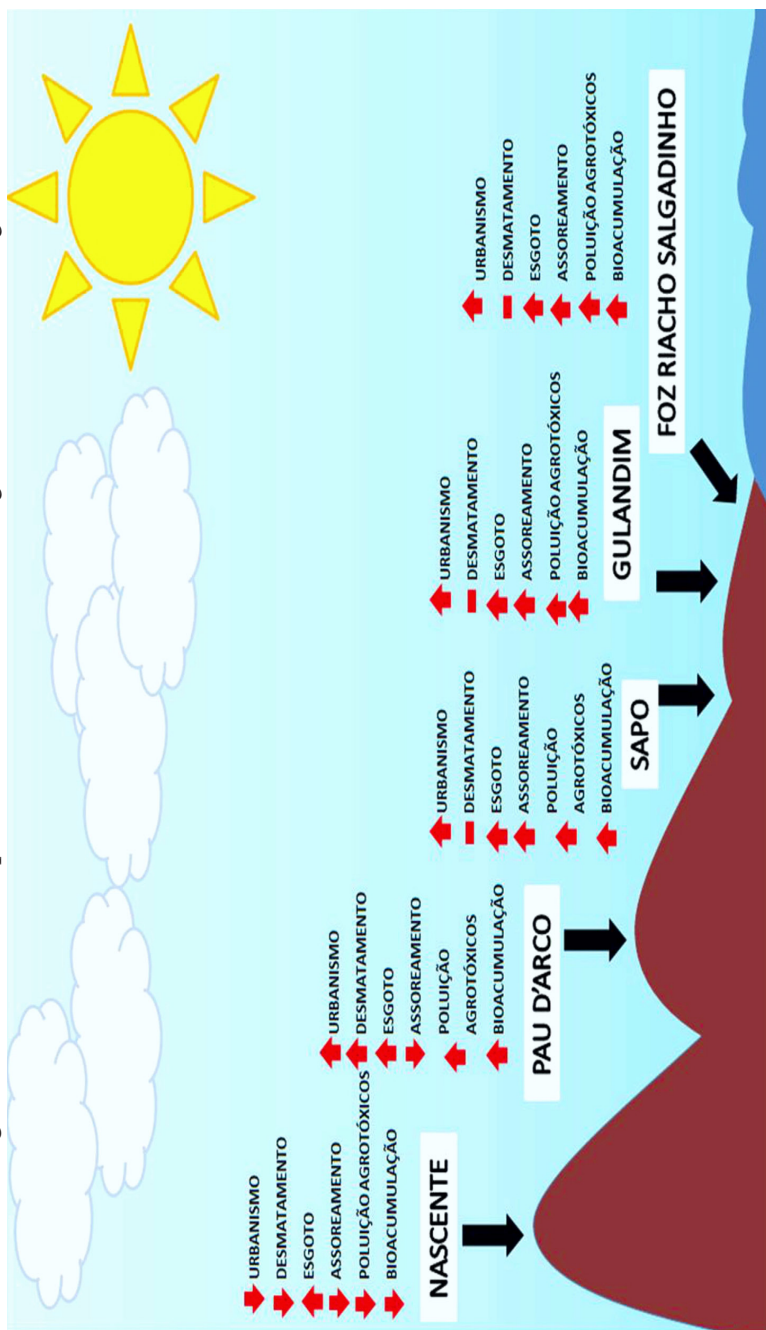 URBANISMO
DESMATAMENTO
ESGOTO
ASSOREAMENTO
POLUIÇÃO AGROTÓXICOS
BIOACUMULAÇÃO
NASCENTE
URBANISMO
DESMATAMENTO
ESGOTO
ASSOREAMENTO
POLUIÇÃO
AGROTÓXICOS
BIOACUMULAÇÃO
PAU D'ARCO
URBANISMO
DESMATAMENTO
ESGOTO
ASSOREAMENTO
POLUIÇÃO
AGROTÓXICOS
BIOACUMULAÇÃO
SAPO
URBANISMO
DESMATAMENTO
ESGOTO
ASSOREAMENTO
POLUIÇÃO AGROTÓXICOS
BIOACUMULAÇÃO
GULANDIM
URBANISMO
DESMATAMENTO
ESGOTO
ASSOREAMENTO
POLUIÇÃO AGROTÓXICOS
BIOACUMULAÇÃO
FOZ RIACHO SALGADINHO